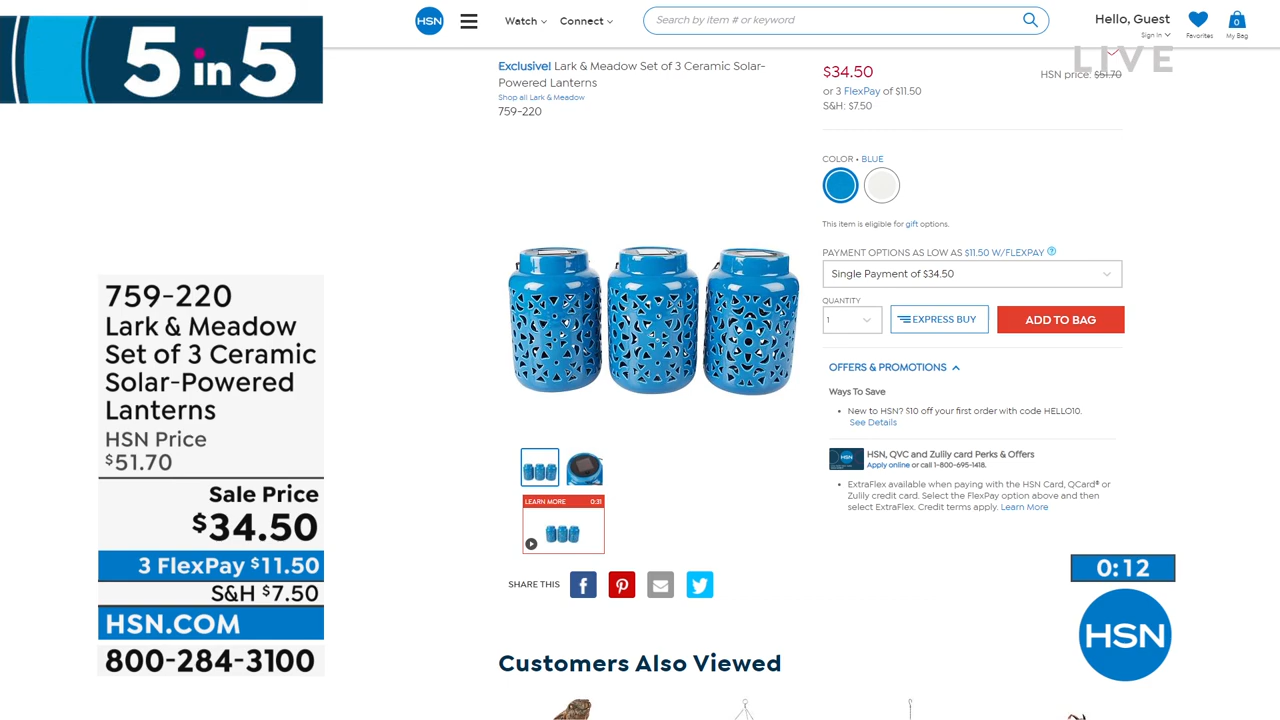 5 in 5
HSN
Watch
Connect
Search by item # or keyword
Hello, Guest
Sign in
Favorites
0
My Bag
LIVE
Exclusive! Lark & Meadow Set of 3 Ceramic Solar-
Powered Lanterns
Shop all Lark & Meadow
759-220
$34.50
HSN price: $51.70
or 3 FlexPay of $11.50
S&H: $7.50
COLOR • BLUE
This item is eligible for gift options.
PAYMENT OPTIONS AS LOW AS $11.50 W/FLEXPAY ?
Single Payment of $34.50
QUANTITY
1
EXPRESS BUY
ADD TO BAG
OFFERS & PROMOTIONS
Ways To Save
• New to HSN? $10 off your first order with code HELLO10.
See Details
HSN
HSN, QVC and Zulily card Perks & Offers
Apply online or call 1-800-695-1418.
• ExtraFlex available when paying with the HSN Card, QCard® or
Zulily credit card. Select the FlexPay option above and then
select ExtraFlex. Credit terms apply. Learn More
LEARN MORE 0:31
SHARE THIS
Customers Also Viewed
759-220
Lark & Meadow
Set of 3 Ceramic
Solar-Powered
Lanterns
HSN Price
$51.70
Sale Price
$34.50
3 FlexPay $11.50
S&H $7.50
HSN.COM
800-284-3100
0:12
HSN